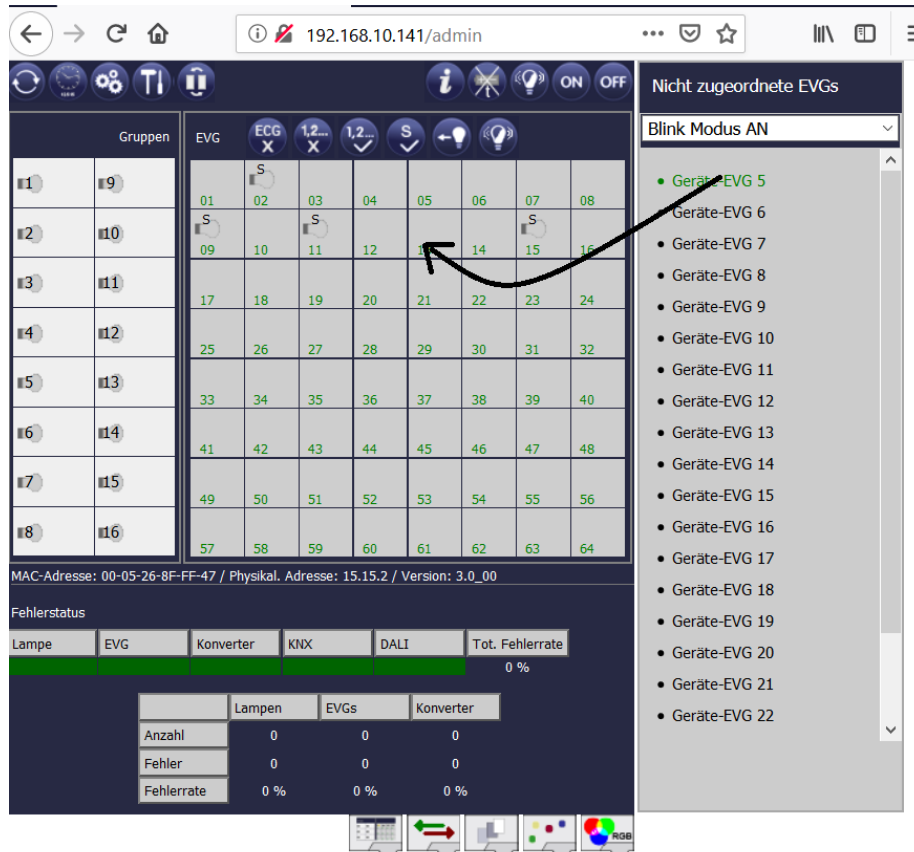 192.168.10.141/admin
i ON OFF
Nicht zugeordnete EVGs
Gruppen
EVG ECG X 1,2... X 1,2... S
Blink Modus AN
1 9
2 10
3 11
4 12
5 13
6 14
7 15
8 16
S
01 02 03 04 05 06 07 08
S S S
09 10 11 12 14 15 16
17 18 19 20 21 22 23 24
25 26 27 28 29 30 31 32
33 34 35 36 37 38 39 40
41 42 43 44 45 46 47 48
49 50 51 52 53 54 55 56
57 58 59 60 61 62 63 64
Geräte-EVG 5
Geräte-EVG 6
Geräte-EVG 7
Geräte-EVG 8
Geräte-EVG 9
Geräte-EVG 10
Geräte-EVG 11
Geräte-EVG 12
Geräte-EVG 13
Geräte-EVG 14
Geräte-EVG 15
Geräte-EVG 16
Geräte-EVG 17
Geräte-EVG 18
Geräte-EVG 19
Geräte-EVG 20
Geräte-EVG 21
Geräte-EVG 22
MAC-Adresse: 00-05-26-8F-FF-47 / Physikal. Adresse: 15.15.2 / Version: 3.0_00
Fehlerstatus
Lampe EVG Konverter KNX DALI Tot. Fehlerrate
0 %
Lampen EVGs Konverter
Anzahl 0 0 0
Fehler 0 0 0
Fehlerrate 0 % 0 % 0 %
RGB